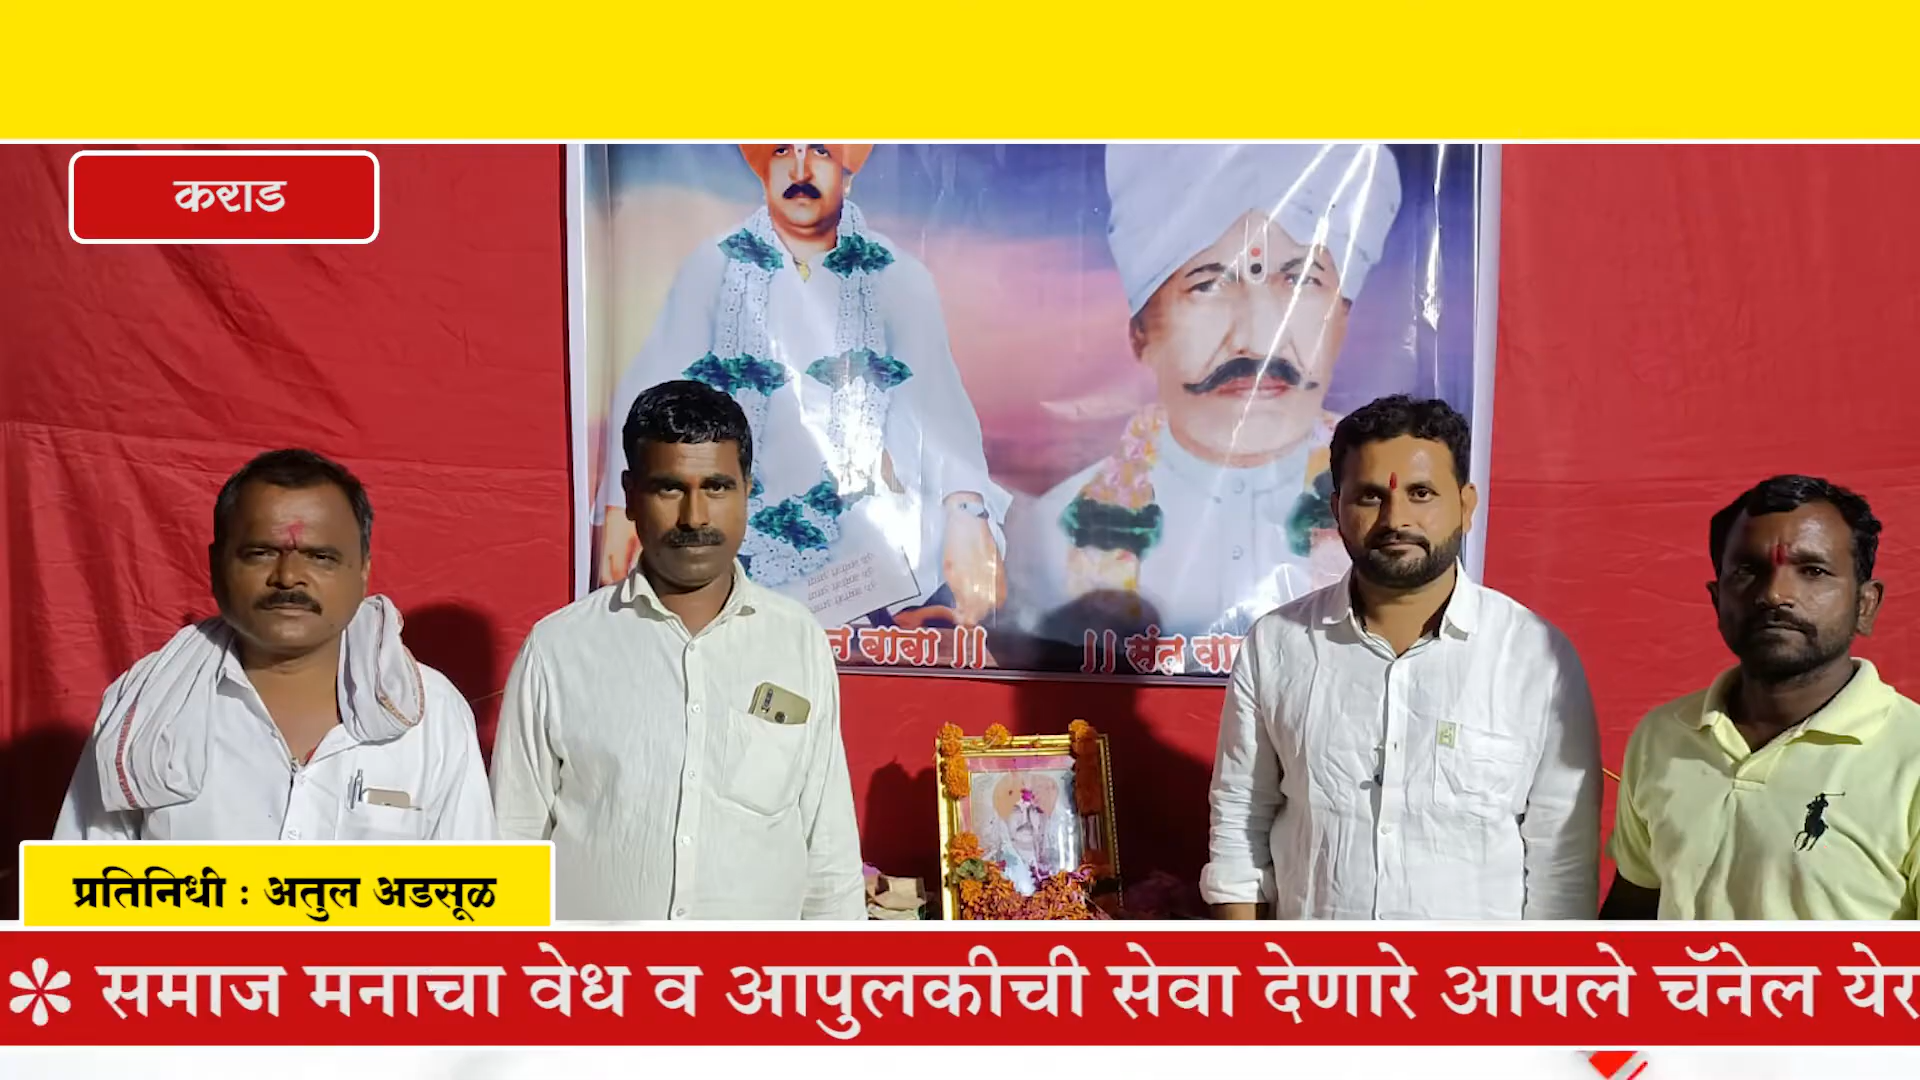 कराड
बाबा ||
|| संत
प्रतिनिधी : अतुल अडसूळ
* समाज मनाचा वेध व आपुलकीची सेवा देणारे आपले चॅनेल येर